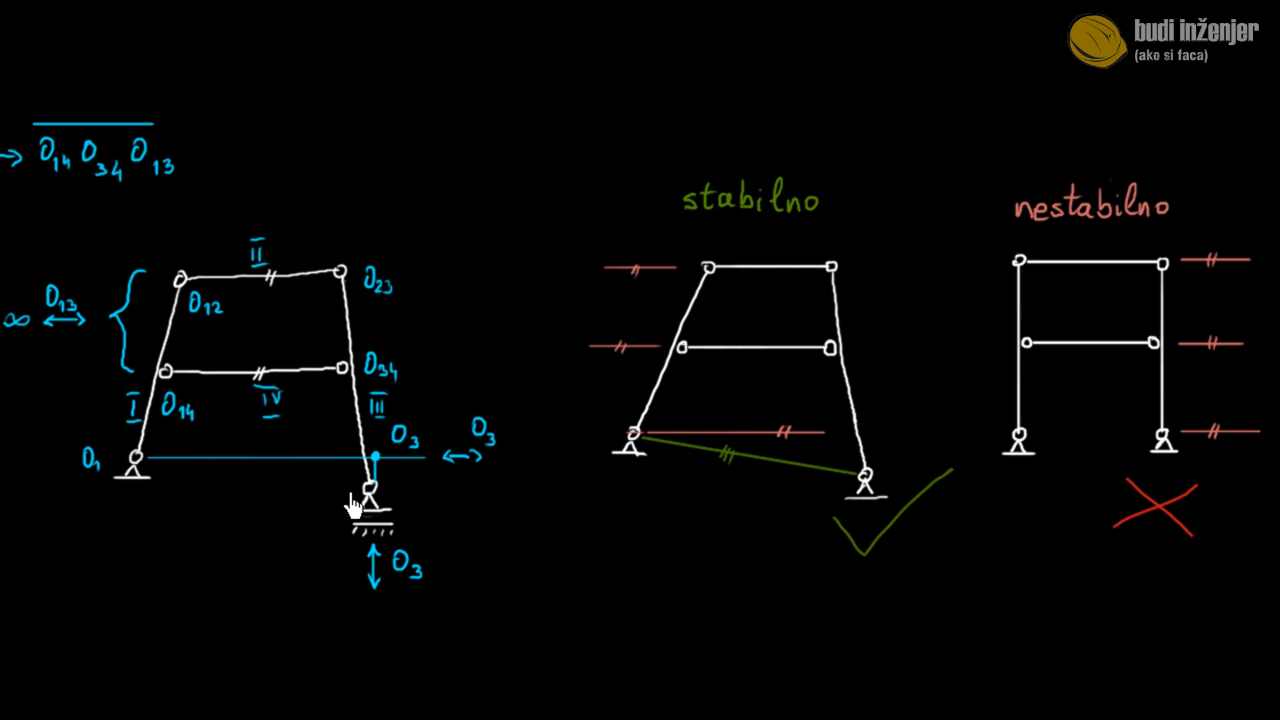 budi inženjer
(ako si faca)
→ O14 O34 O13
stabilno
nestabilno
II
O12
O23
∞ ↔ O13
O34
I
O14
IV
III
O1
O3
↔ O3
O3